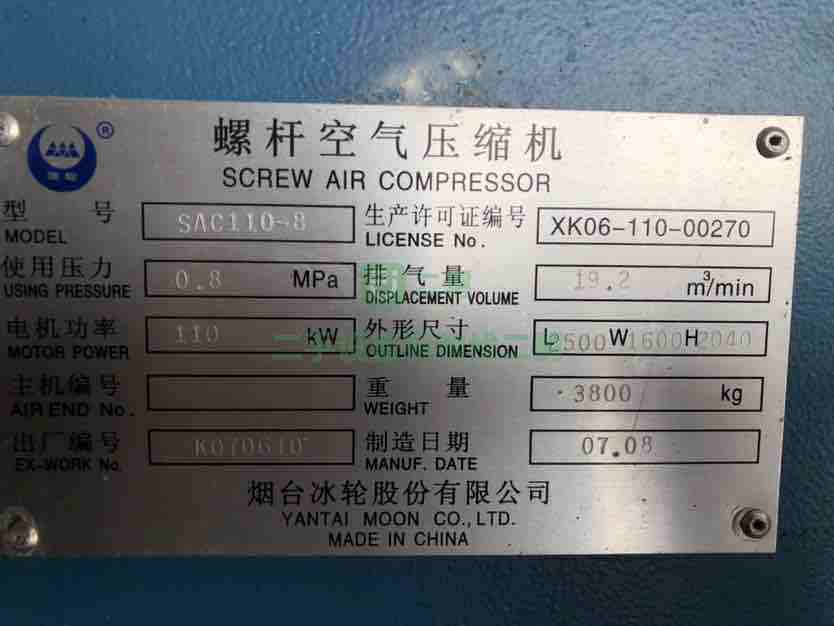 ®
螺杆空气压缩机
SCREW AIR COMPRESSOR
型 号 SAC110-8 生产许可证编号 XK06-110-00270
MODEL LICENSE No.
使用压力 0.8 MPa 排气量 19.2 m³/min
USING PRESSURE DISPLACEMENT VOLUME
电机功率 110 kW 外形尺寸 L 2500 W 1600 H 2040
MOTOR POWER OUTLINE DIMENSION
主机编号 重 量 3800 kg
AIR END No. WEIGHT
出厂编号 K070610 制造日期 07.08
EX-WORK No. MANUF. DATE
烟台冰轮股份有限公司
YANTAI MOON CO.,LTD.
MADE IN CHINA